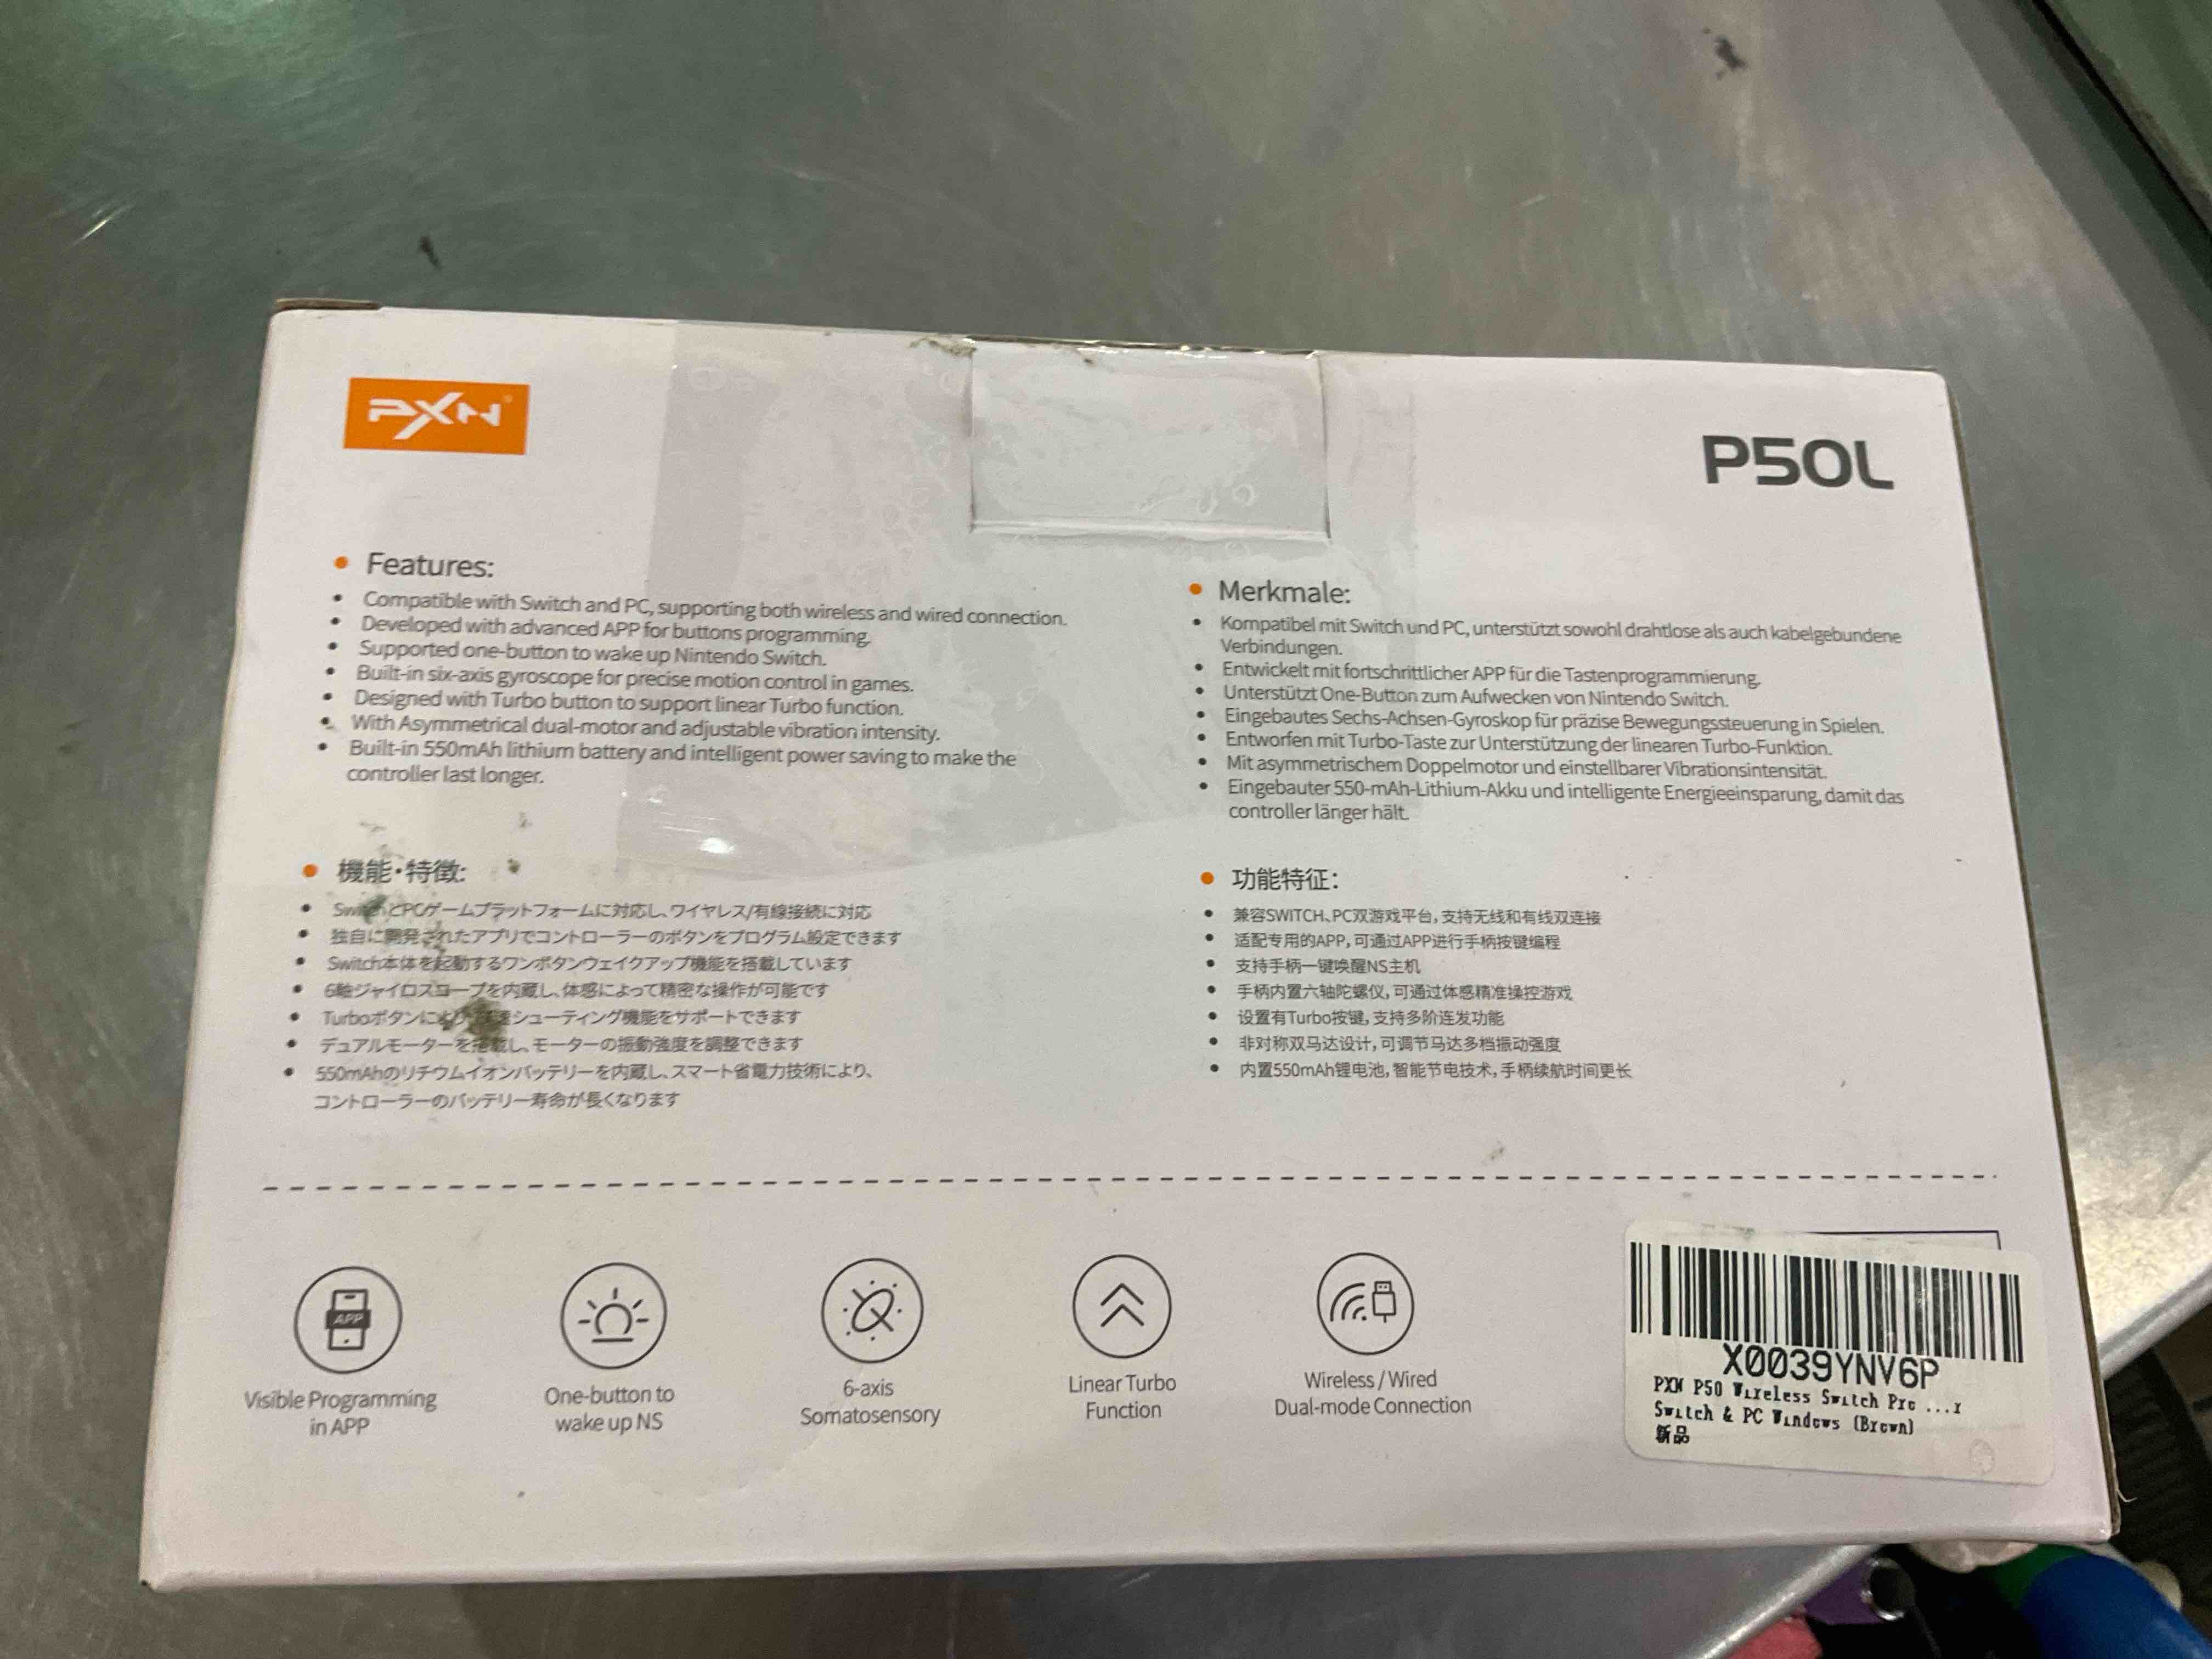 PXN®
P50L
Features:
Compatible with Switch and PC, supporting both wireless and wired connection.
Developed with advanced APP for buttons programming.
Supported one-button to wake up Nintendo Switch.
Built-in six-axis gyroscope for precise motion control in games.
Designed with Turbo button to support linear Turbo function.
With Asymmetrical dual-motor and adjustable vibration intensity.
Built-in 550mAh lithium battery and intelligent power saving to make the
controller last longer.
Merkmale:
Kompatibel mit Switch und PC, unterstützt sowohl drahtlose als auch kabelgebundene
Verbindungen.
Entwickelt mit fortschrittlicher APP für die Tastenprogrammierung.
Unterstützt One-Button zum Aufwecken von Nintendo Switch.
Eingebautes Sechs-Achsen-Gyroskop für präzise Bewegungssteuerung in Spielen.
Entworfen mit Turbo-Taste zur Unterstützung der linearen Turbo-Funktion.
Mit asymmetrischem Doppelmotor und einstellbarer Vibrationsintensität.
Eingebauter 550-mAh-Lithium-Akku und intelligente Energieeinsparung, damit das
controller länger hält.
機能・特徴:
SwitchとPCゲームプラットフォームに対応し、ワイヤレス/有線接続に対応
独自に開発されたアプリでコントローラーのボタンをプログラム設定できます
Switch本体を起動するワンボタンウェイクアップ機能を搭載しています
6軸ジャイロスコープを内蔵し、体感によって精密な操作が可能です
Turboボタンにより 速シューティング機能をサポートできます
デュアルモーターを搭載し、モーターの振動強度を調整できます
550mAhのリチウムイオンバッテリーを内蔵し、スマート省電力技術により、
コントローラーのバッテリー寿命が長くなります
功能特征:
兼容SWITCH、PC双游戏平台,支持无线和有线双连接
适配专用的APP,可通过APP进行手柄按键编程
支持手柄一键唤醒NS主机
手柄内置六轴陀螺仪,可通过体感精准操控游戏
设置有Turbo按键,支持多阶连发功能
非对称双马达设计,可调节马达多档振动强度
内置550mAh锂电池,智能节电技术,手柄续航时间更长
APP
Visible Programming
in APP
One-button to
wake up NS
6-axis
Somatosensory
Linear Turbo
Function
Wireless / Wired
Dual-mode Connection
X0039YNV6P
PXN P50 Wireless Switch Pro ...r
Switch & PC Windows (Brown)
新品